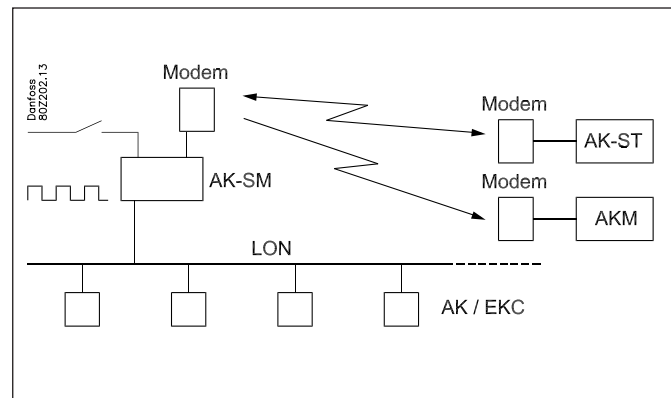 Danfoss
80Z202.13
Modem
Modem
AK-ST
AK-SM
Modem
AKM
LON
AK / EKC